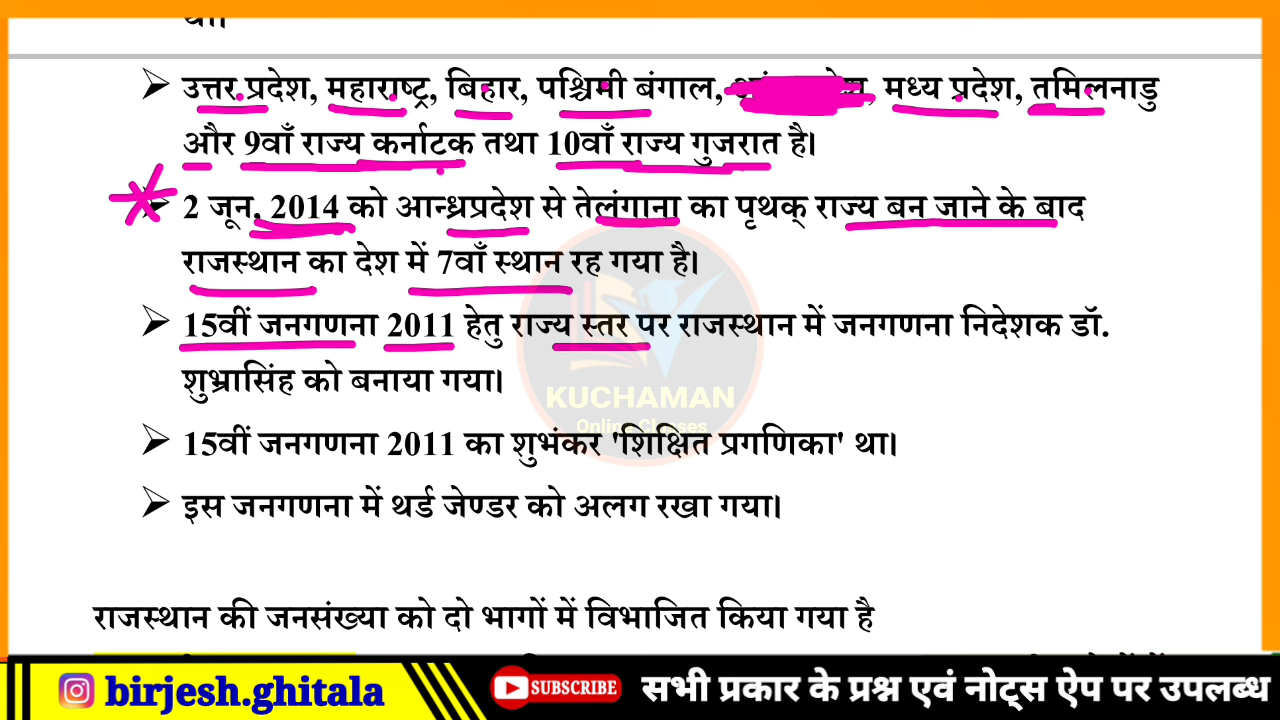 था।
उत्तर प्रदेश, महाराष्ट्र, बिहार, पश्चिमी बंगाल, मध्य प्रदेश, तमिलनाडु
और 9वाँ राज्य कर्नाटक तथा 10वाँ राज्य गुजरात है।
2 जून, 2014 को आन्ध्रप्रदेश से तेलंगाना का पृथक् राज्य बन जाने के बाद
राजस्थान का देश में 7वाँ स्थान रह गया है।
15वीं जनगणना 2011 हेतु राज्य स्तर पर राजस्थान में जनगणना निदेशक डॉ.
शुभ्रासिंह को बनाया गया।
KUCHAMAN
Online Classes
15वीं जनगणना 2011 का शुभंकर 'शिक्षित प्रगणिका' था।
इस जनगणना में थर्ड जेण्डर को अलग रखा गया।
राजस्थान की जनसंख्या को दो भागों में विभाजित किया गया है
birjesh.ghitala SUBSCRIBE सभी प्रकार के प्रश्न एवं नोट्स ऐप पर उपलब्ध